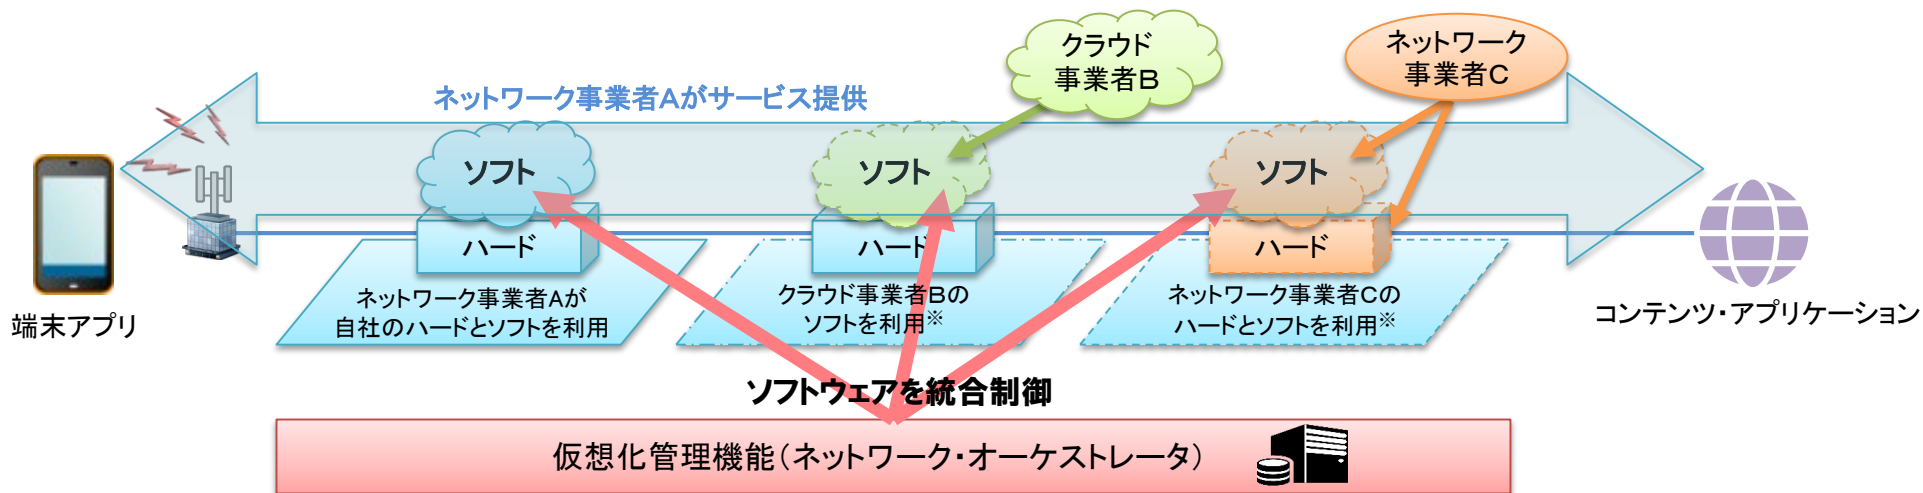 クラウド
事業者B
ネットワーク
事業者C
ネットワーク事業者Aがサービス提供
ソフト
ソフト
ソフト
ハード
ハード
ハード
ネットワーク事業者Aが
自社のハードとソフトを利用
クラウド事業者Bの
ソフトを利用※
ネットワーク事業者Cの
ハードとソフトを利用※
端末アプリ
コンテンツ・アプリケーション
ソフトウェアを統合制御
仮想化管理機能(ネットワーク・オーケストレータ)